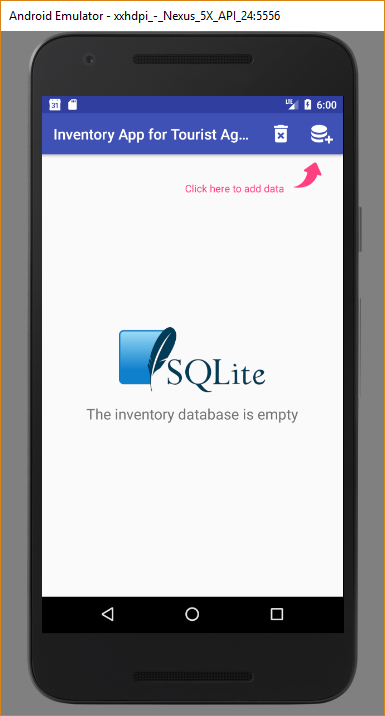 Android Emulator - xxhdpi_-_Nexus_5X_API_24:5556
31 LTE 6:00
Inventory App for Tourist Ag...
Click here to add data
SQLite
The inventory database is empty